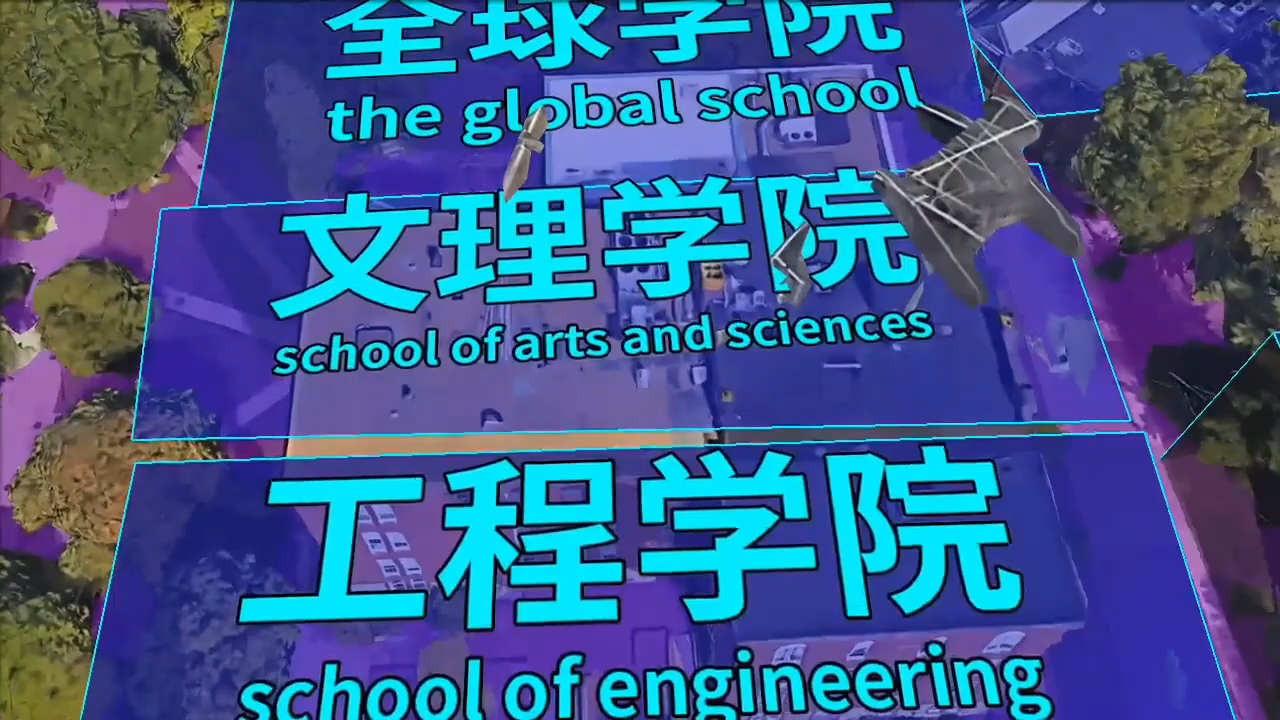 全球学院
the global school
文理学院
school of arts and sciences
工程学院
school of engineering